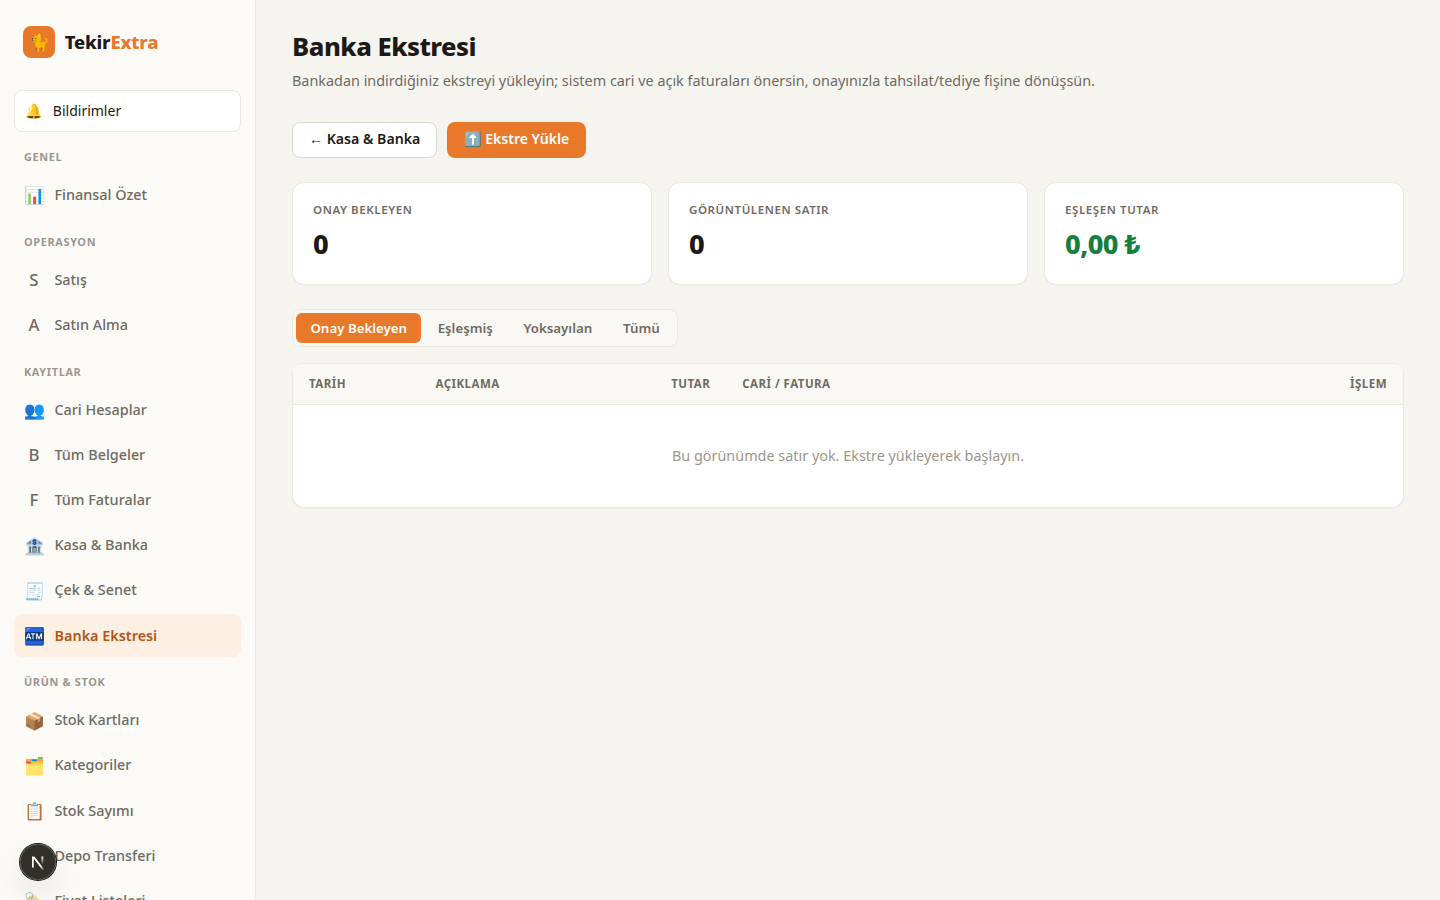 TekirExtra
Bildirimler
GENEL
Finansal Özet
OPERASYON
S Satış
A Satın Alma
KAYITLAR
Cari Hesaplar
B Tüm Belgeler
F Tüm Faturalar
Kasa & Banka
Çek & Senet
ATM Banka Ekstresi
ÜRÜN & STOK
Stok Kartları
Kategoriler
Stok Sayımı
N Depo Transferi
Fiyat Listeleri
Banka Ekstresi
Bankadan indirdiğiniz ekstreyi yükleyin; sistem cari ve açık faturaları önersin, onayınızla tahsilat/tediye fişine dönüşsün.
← Kasa & Banka
⬆️ Ekstre Yükle
ONAY BEKLEYEN
0
GÖRÜNTÜLENEN SATIR
0
EŞLEŞEN TUTAR
0,00 ₺
Onay Bekleyen Eşleşmiş Yoksayılan Tümü
TARİH AÇIKLAMA TUTAR CARİ / FATURA İŞLEM
Bu görünümde satır yok. Ekstre yükleyerek başlayın.